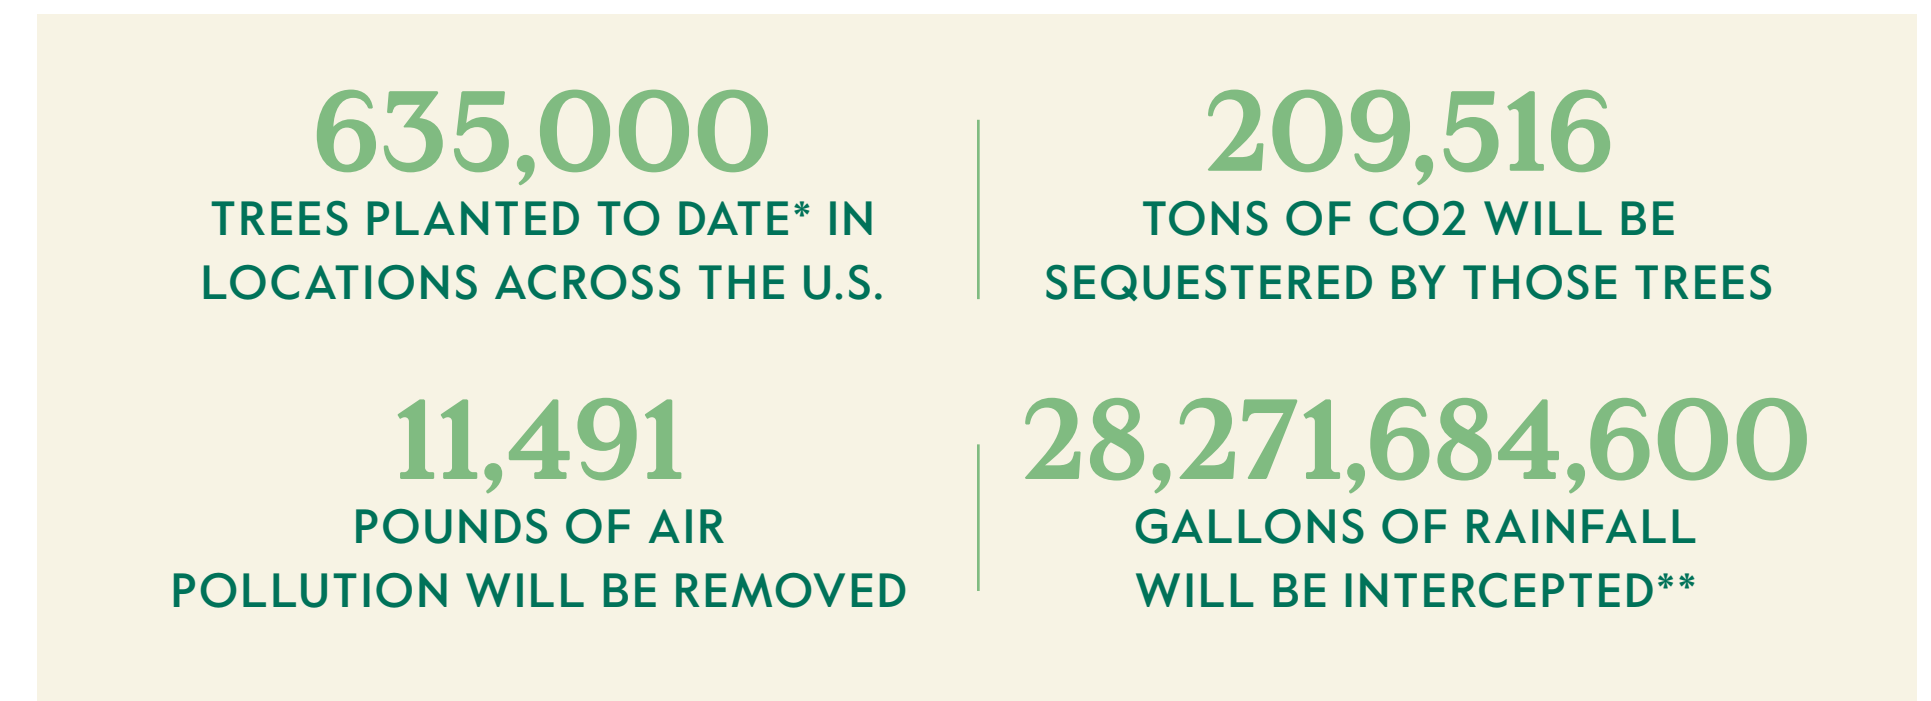 635,000
TREES PLANTED TO DATE* IN
LOCATIONS ACROSS THE U.S.
209,516
TONS OF CO2 WILL BE
SEQUESTERED BY THOSE TREES
11,491
POUNDS OF AIR
POLLUTION WILL BE REMOVED
28,271,684,600
GALLONS OF RAINFALL
WILL BE INTERCEPTED**